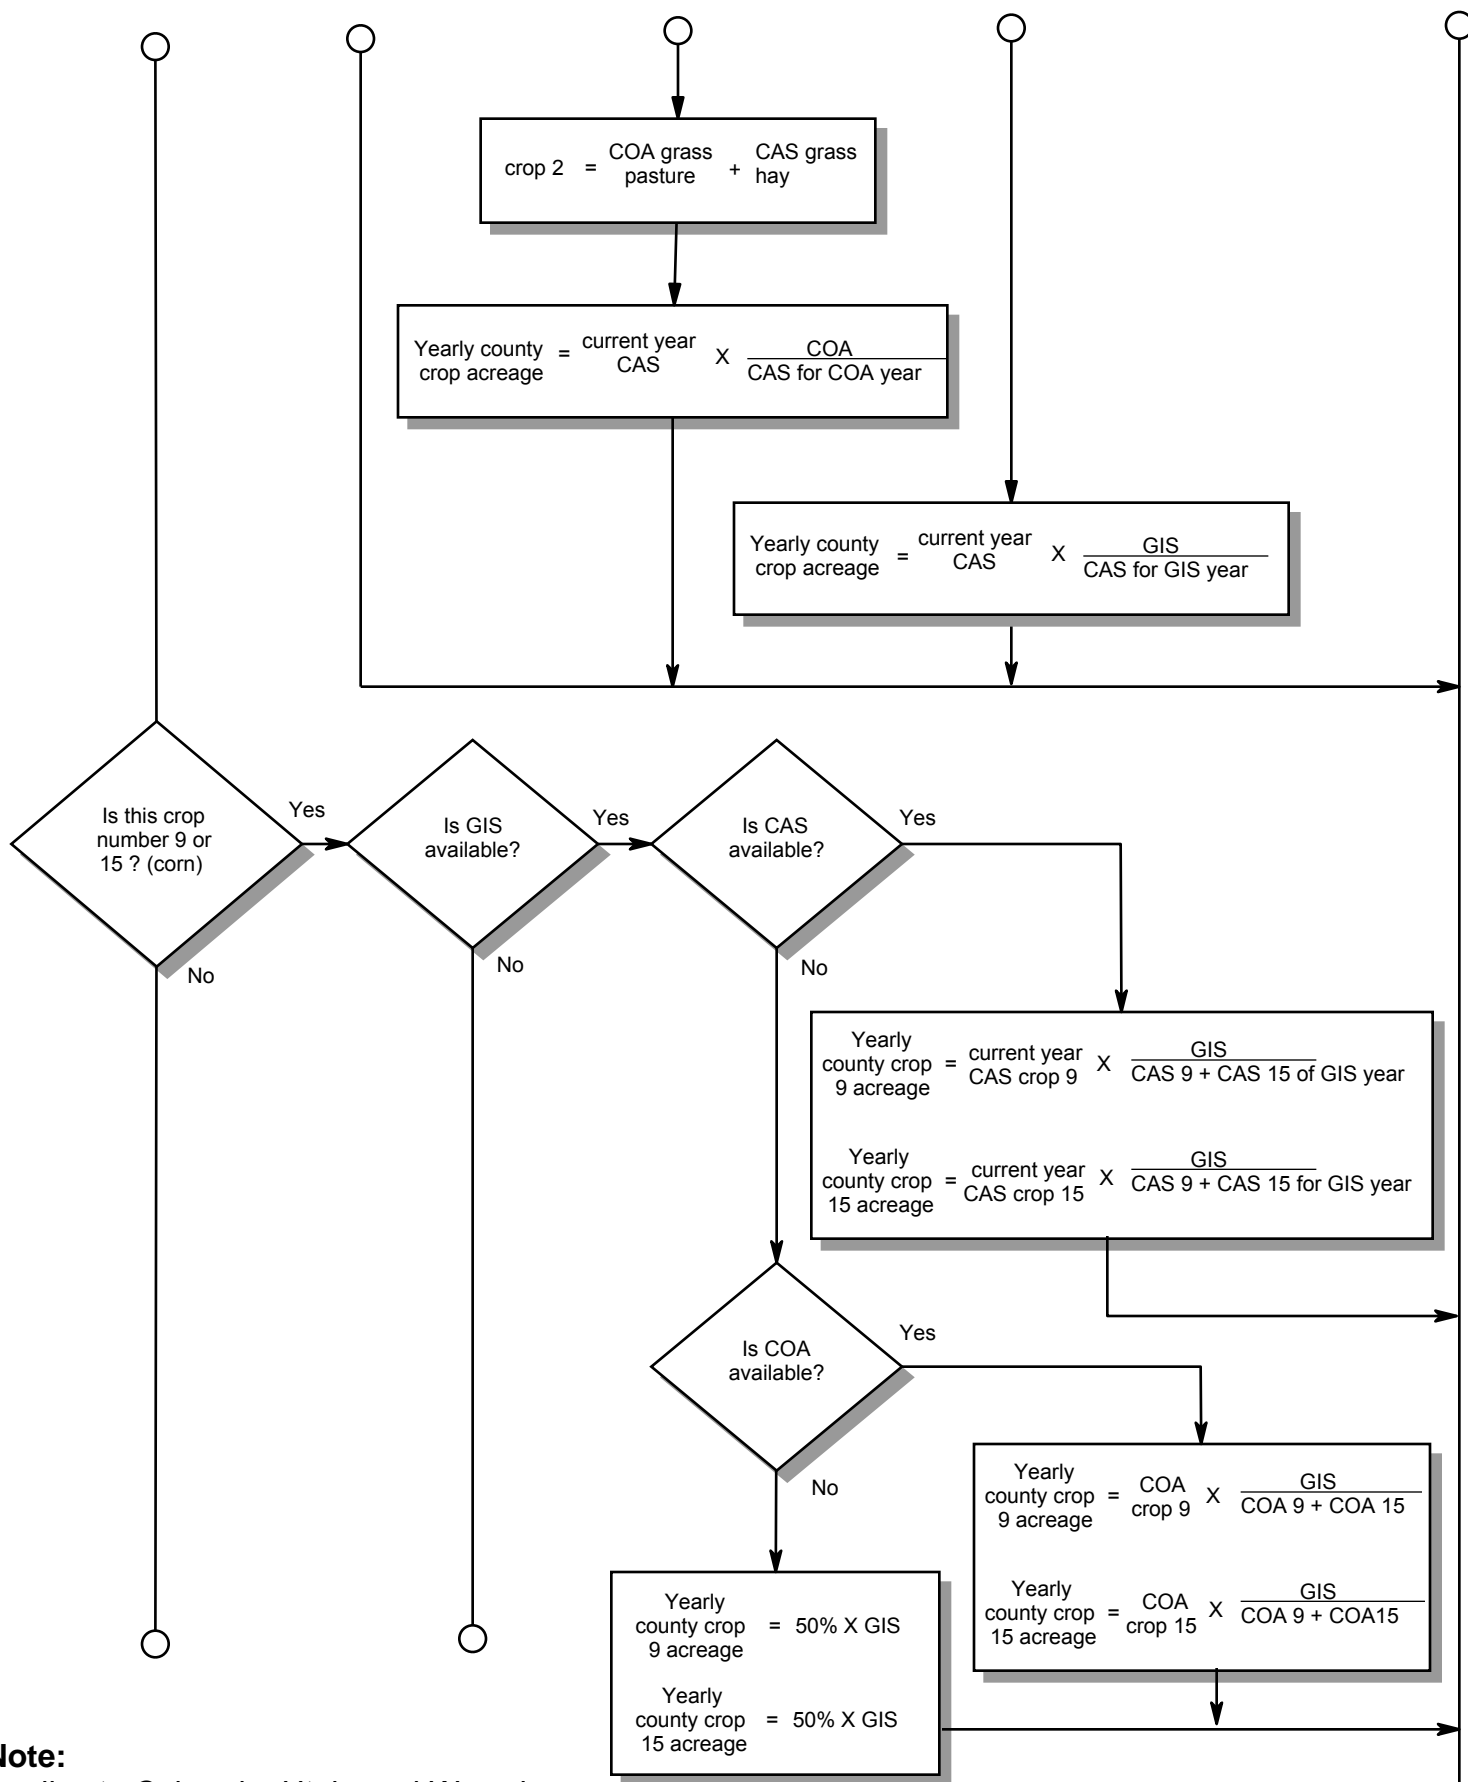 crop 2 = COA grass pasture + CAS grass hay
Yearly county crop acreage = current year CAS X COA / CAS for COA year
Yearly county crop acreage = current year CAS X GIS / CAS for GIS year
Is this crop
number 9 or
15 ? (corn)
Yes
No
Is GIS
available?
Yes
No
Is CAS
available?
Yes
No
Yearly
county crop
9 acreage
=
current year
CAS crop 9
X
GIS
CAS 9 + CAS 15 of GIS year
Yearly
county crop
15 acreage
=
current year
CAS crop 15
X
GIS
CAS 9 + CAS 15 for GIS year
Is COA
available?
Yes
No
Yearly
county crop
9 acreage
=
COA
crop 9
X
GIS
COA 9 + COA 15
Yearly
county crop
15 acreage
=
COA
crop 15
X
GIS
COA 9 + COA15
Yearly
county crop
9 acreage
= 50% X GIS
Yearly
county crop
15 acreage
= 50% X GIS